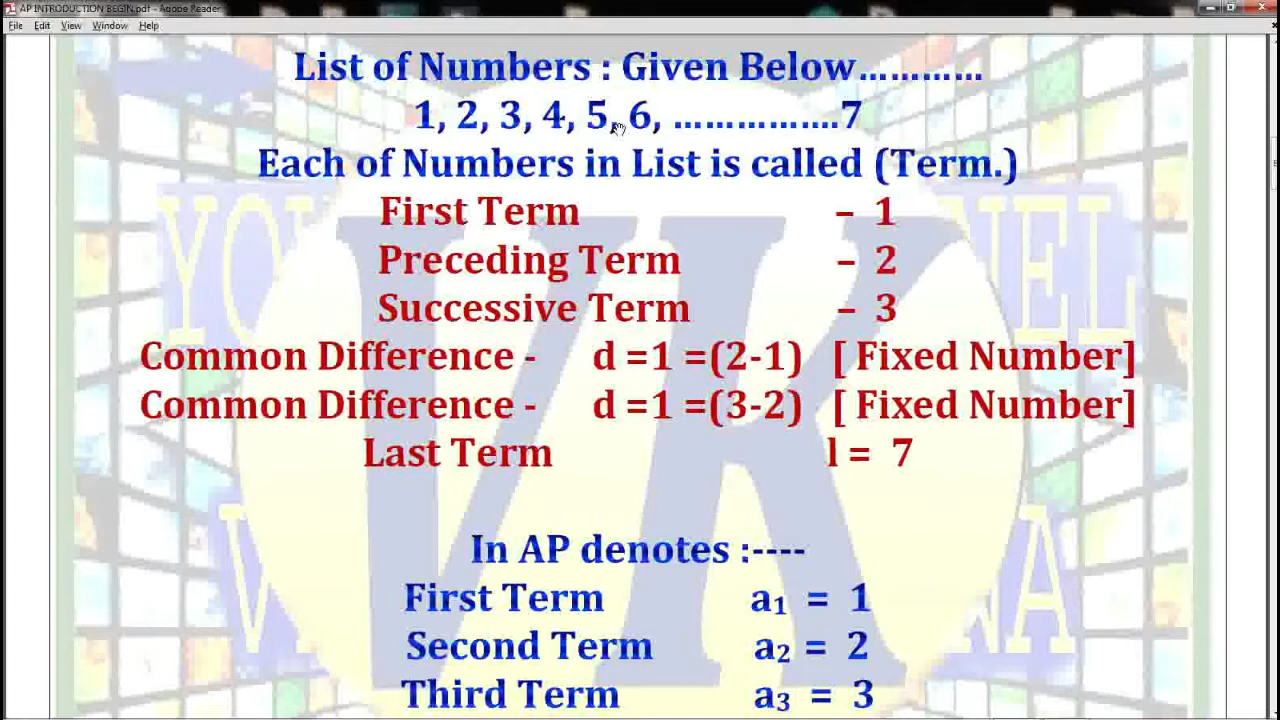 AP INTRODUCTION BEGIN.pdf - Adobe Reader
File Edit View Window Help
List of Numbers : Given Below…………
1, 2, 3, 4, 5, 6, …………….7
Each of Numbers in List is called (Term.)
First Term – 1
Preceding Term – 2
Successive Term – 3
Common Difference - d =1 =(2-1) [ Fixed Number]
Common Difference - d =1 =(3-2) [ Fixed Number]
Last Term l = 7
In AP denotes :----
First Term a₁ = 1
Second Term a₂ = 2
Third Term a₃ = 3
VK